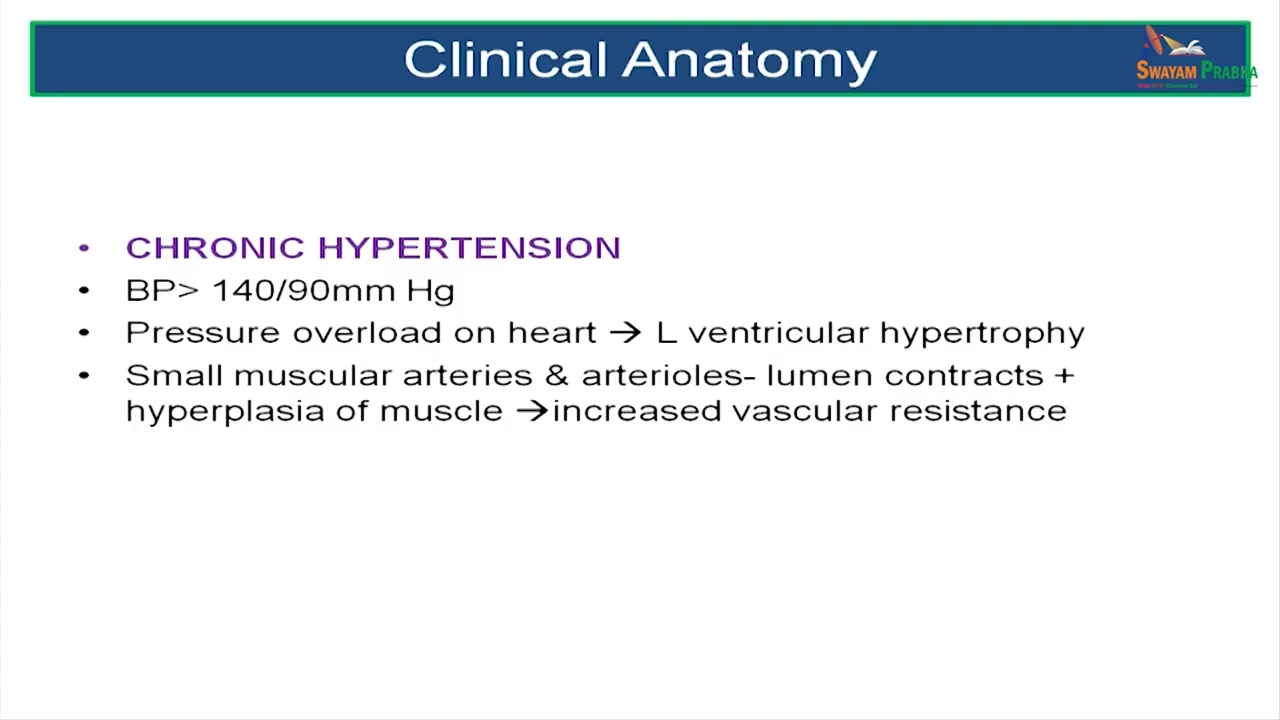 Clinical Anatomy
SWAYAM PRABHA
• CHRONIC HYPERTENSION
• BP> 140/90mm Hg
• Pressure overload on heart → L ventricular hypertrophy
• Small muscular arteries & arterioles- lumen contracts +
hyperplasia of muscle →increased vascular resistance